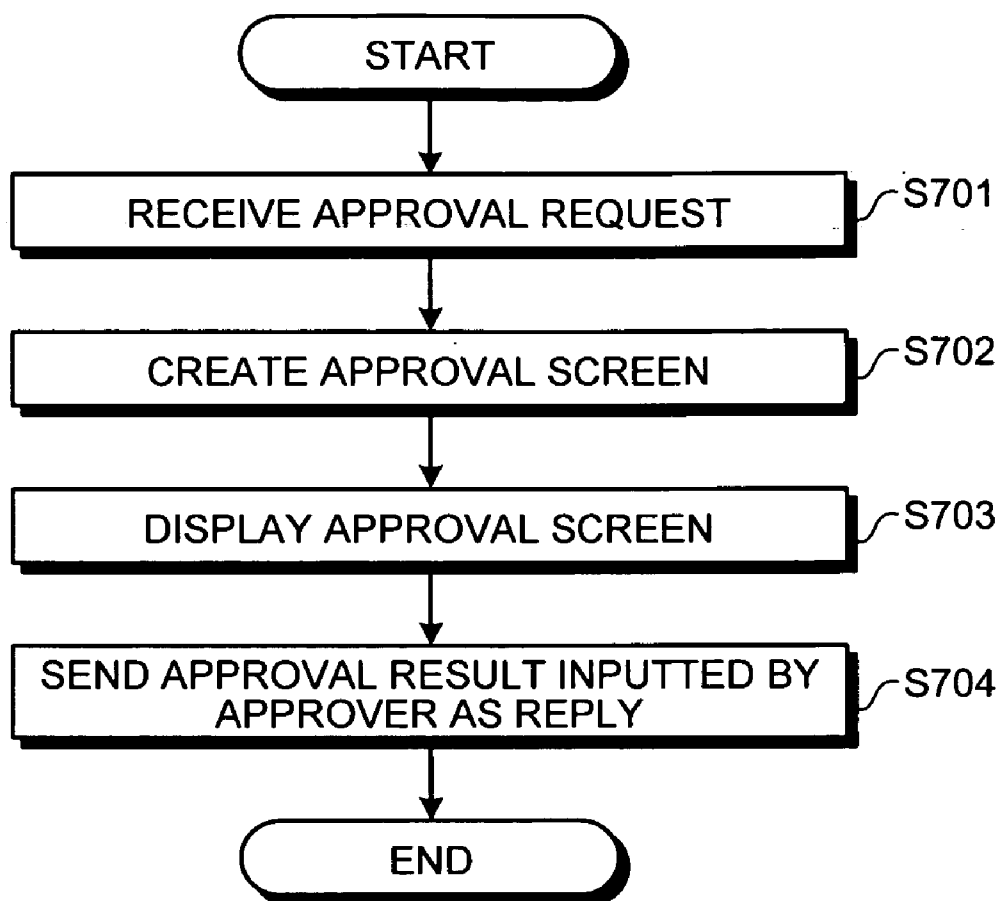 START
RECEIVE APPROVAL REQUEST
S701
CREATE APPROVAL SCREEN
S702
DISPLAY APPROVAL SCREEN
S703
SEND APPROVAL RESULT INPUTTED BY
APPROVER AS REPLY
S704
END